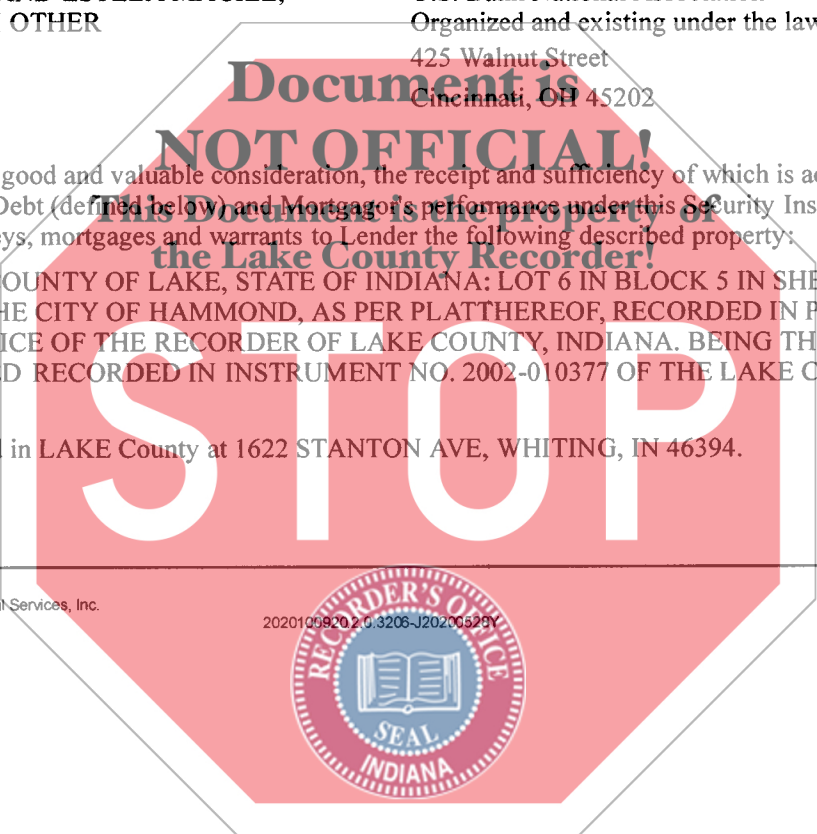 OTHER
Organized and existing under the law
425 Walnut Street
Cincinnati, OH 45202
Document is
NOT OFFICIAL!
This Document is the property of
the Lake County Recorder!
good and valuable consideration, the receipt and sufficiency of which is a
Debt (defined below) and Mortgagor's performance under this Security Ins
eys, mortgages and warrants to Lender the following described property:
OUNTY OF LAKE, STATE OF INDIANA: LOT 6 IN BLOCK 5 IN SHE
HE CITY OF HAMMOND, AS PER PLATTHEREOF, RECORDED IN P
ICE OF THE RECORDER OF LAKE COUNTY, INDIANA. BEING TH
D RECORDED IN INSTRUMENT NO. 2002-010377 OF THE LAKE C
in LAKE County at 1622 STANTON AVE, WHITING, IN 46394.
STOP
l Services, Inc.
2020100920.2.0.3206-J20200528Y
RECORDER'S OFFICE
SEAL
INDIANA